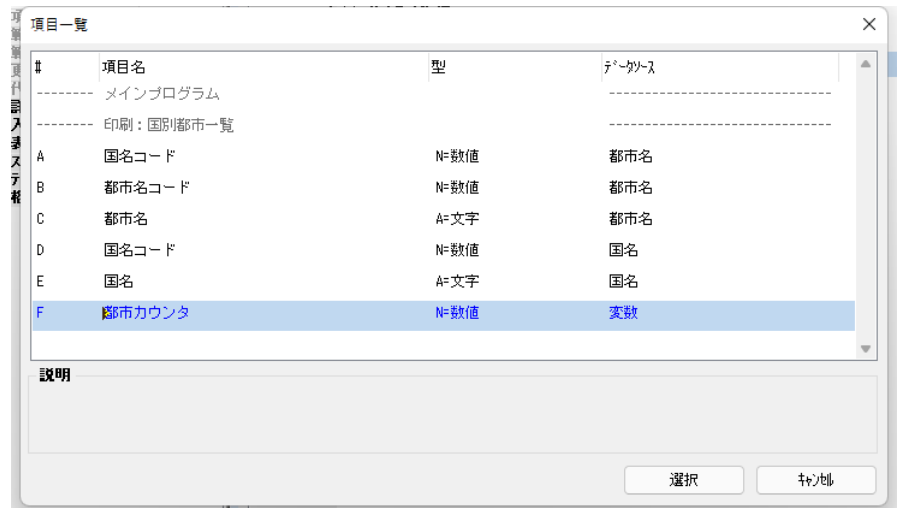 項目一覧
# 項目名 型 ﾃﾞｰﾀｿｰｽ
-------- メインプログラム ------------------------------
-------- 印刷：国別都市一覧 ------------------------------
A 国名コード N=数値 都市名
B 都市名コード N=数値 都市名
C 都市名 A=文字 都市名
D 国名コード N=数値 国名
E 国名 A=文字 国名
F 都市カウンタ N=数値 変数
説明
選択 ｷｬﾝｾﾙ